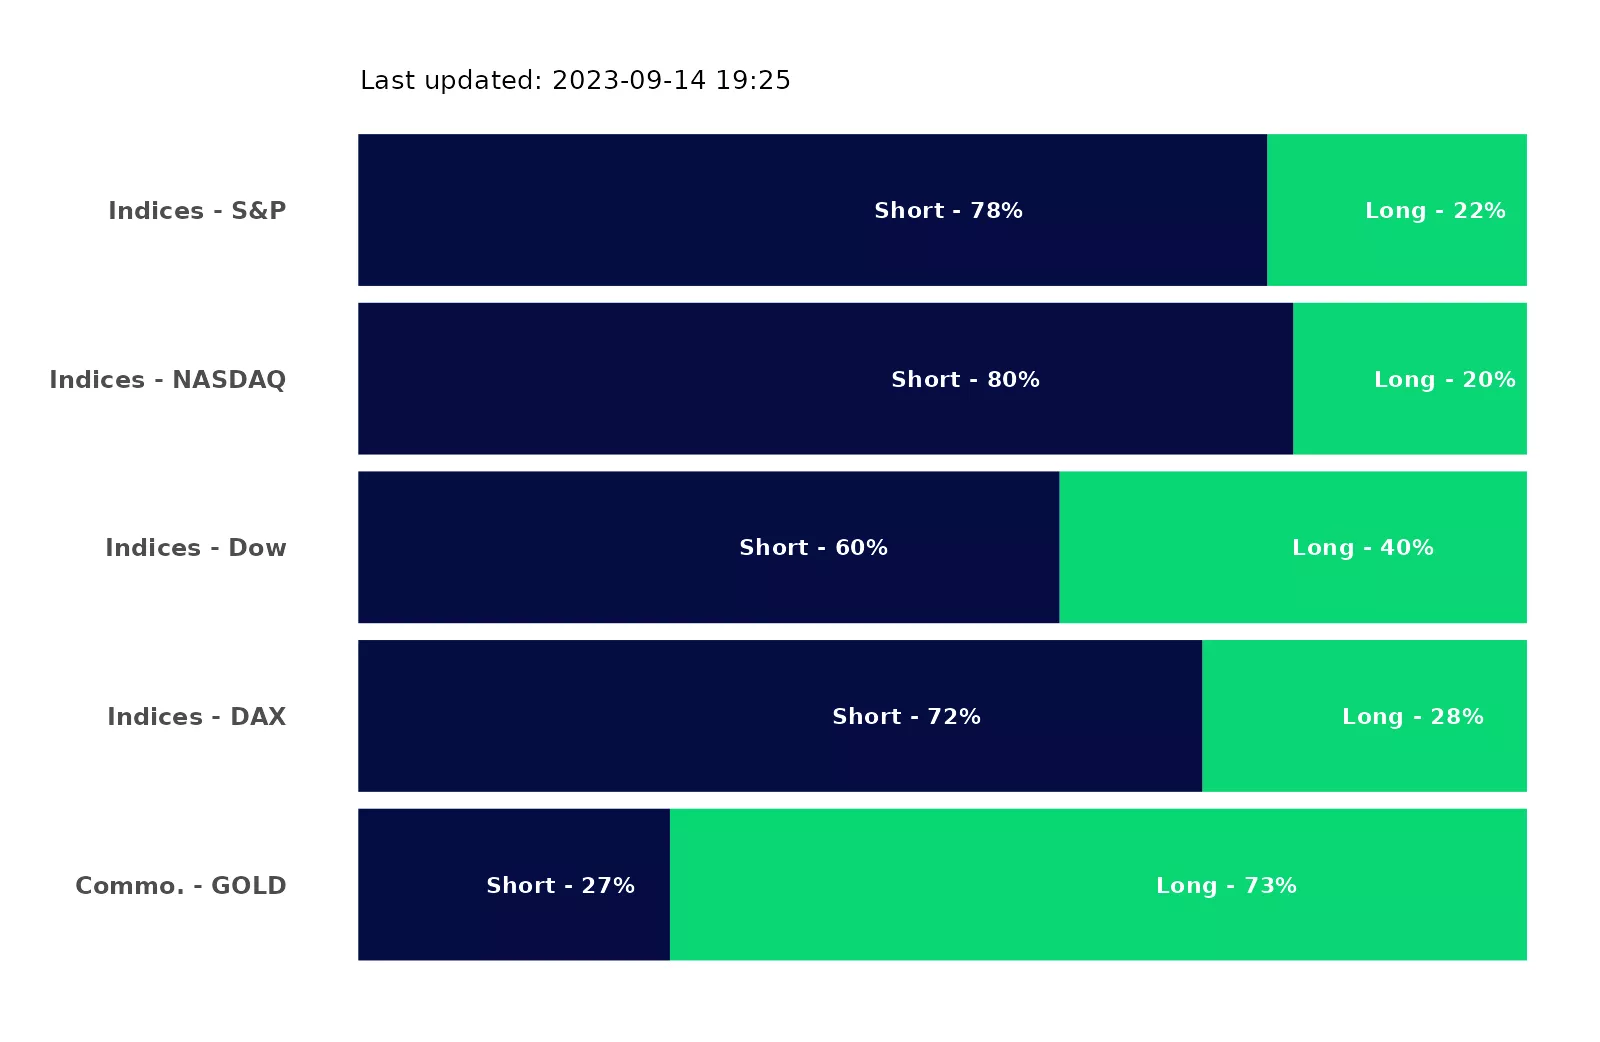 Last updated: 2023-09-14 19:25
Indices - S&P Short - 78% Long - 22%
Indices - NASDAQ Short - 80% Long - 20%
Indices - Dow Short - 60% Long - 40%
Indices - DAX Short - 72% Long - 28%
Commo. - GOLD Short - 27% Long - 73%